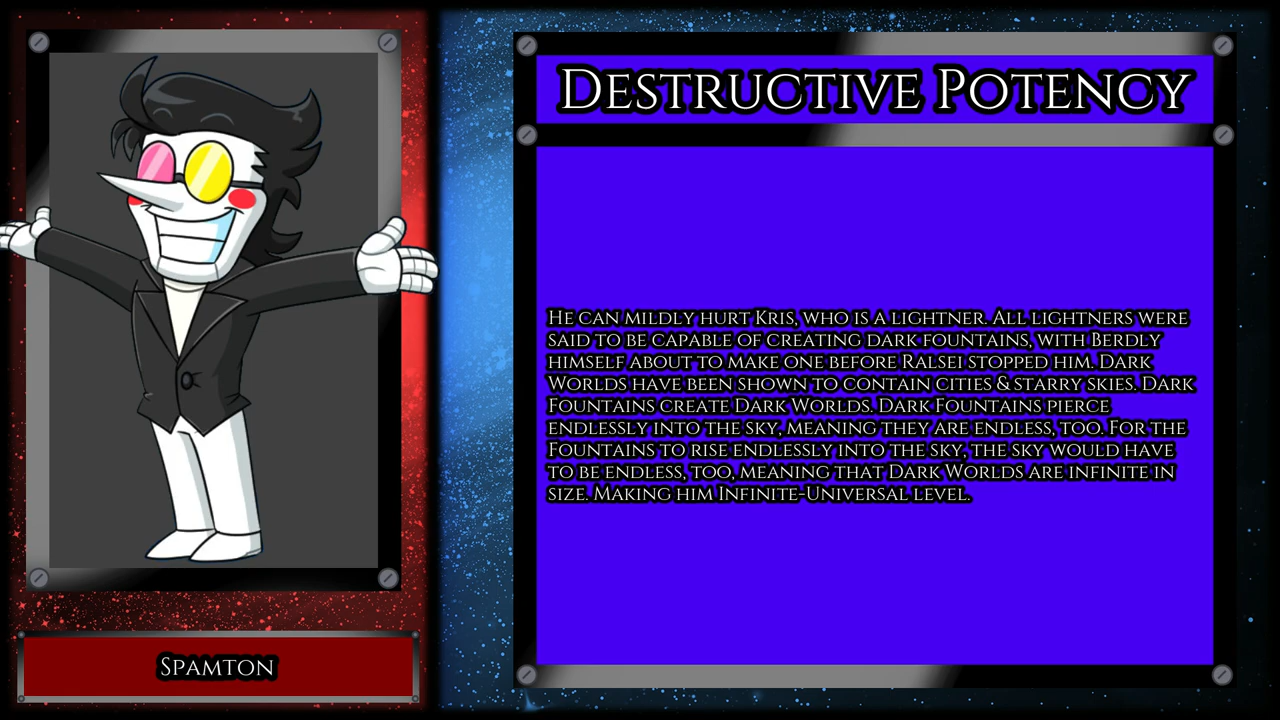 Destructive Potency
He can mildly hurt Kris, who is a lightner. All lightners were
said to be capable of creating dark fountains, with Berdly
himself about to make one before Ralsei stopped him. Dark
Worlds have been shown to contain cities & starry skies. Dark
Fountains create Dark Worlds. Dark Fountains pierce
endlessly into the sky, meaning they are endless, too. For the
Fountains to rise endlessly into the sky, the sky would have
to be endless, too, meaning that Dark Worlds are infinite in
size. Making him Infinite-Universal level.
Spamton